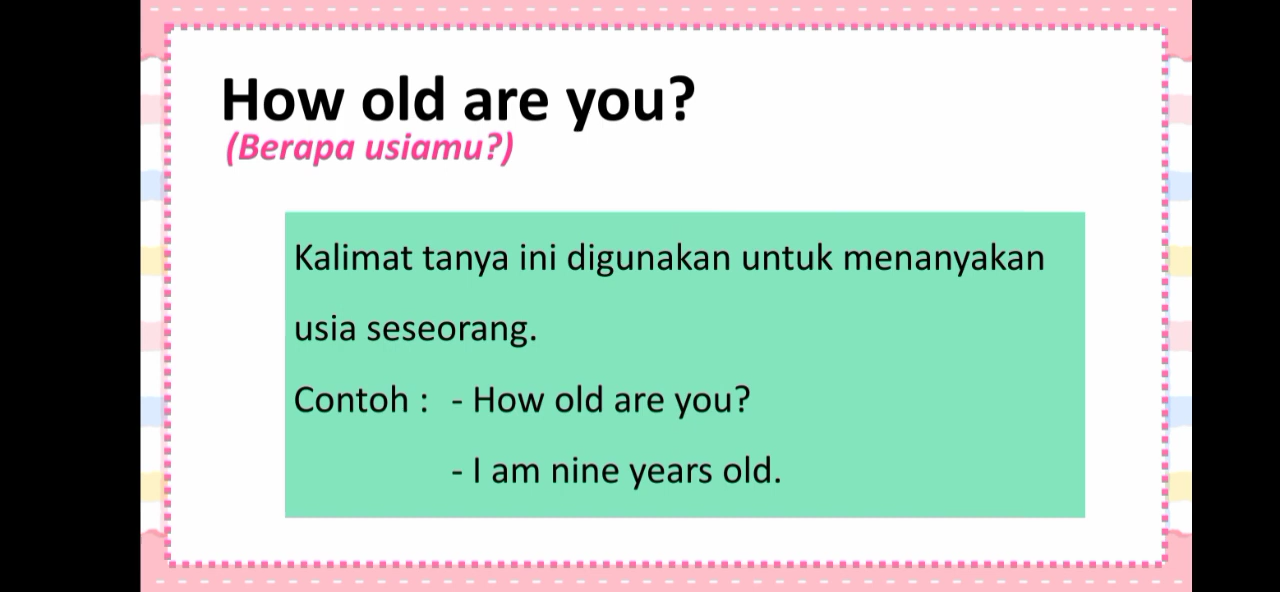 How old are you?
(Berapa usiamu?)
Kalimat tanya ini digunakan untuk menanyakan
usia seseorang.
Contoh : - How old are you?
- I am nine years old.